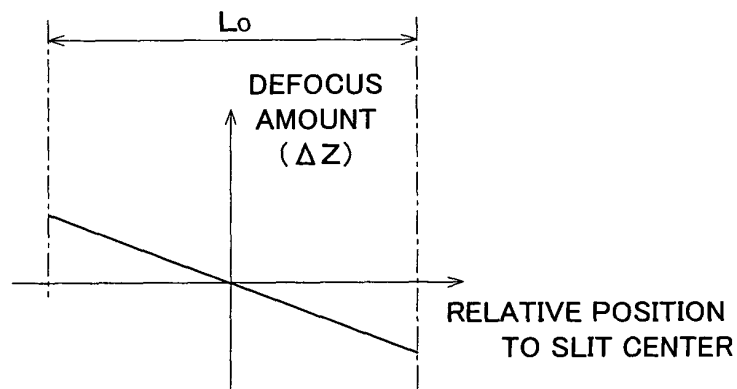 Lo
DEFOCUS
AMOUNT
(ΔZ)
RELATIVE POSITION
TO SLIT CENTER